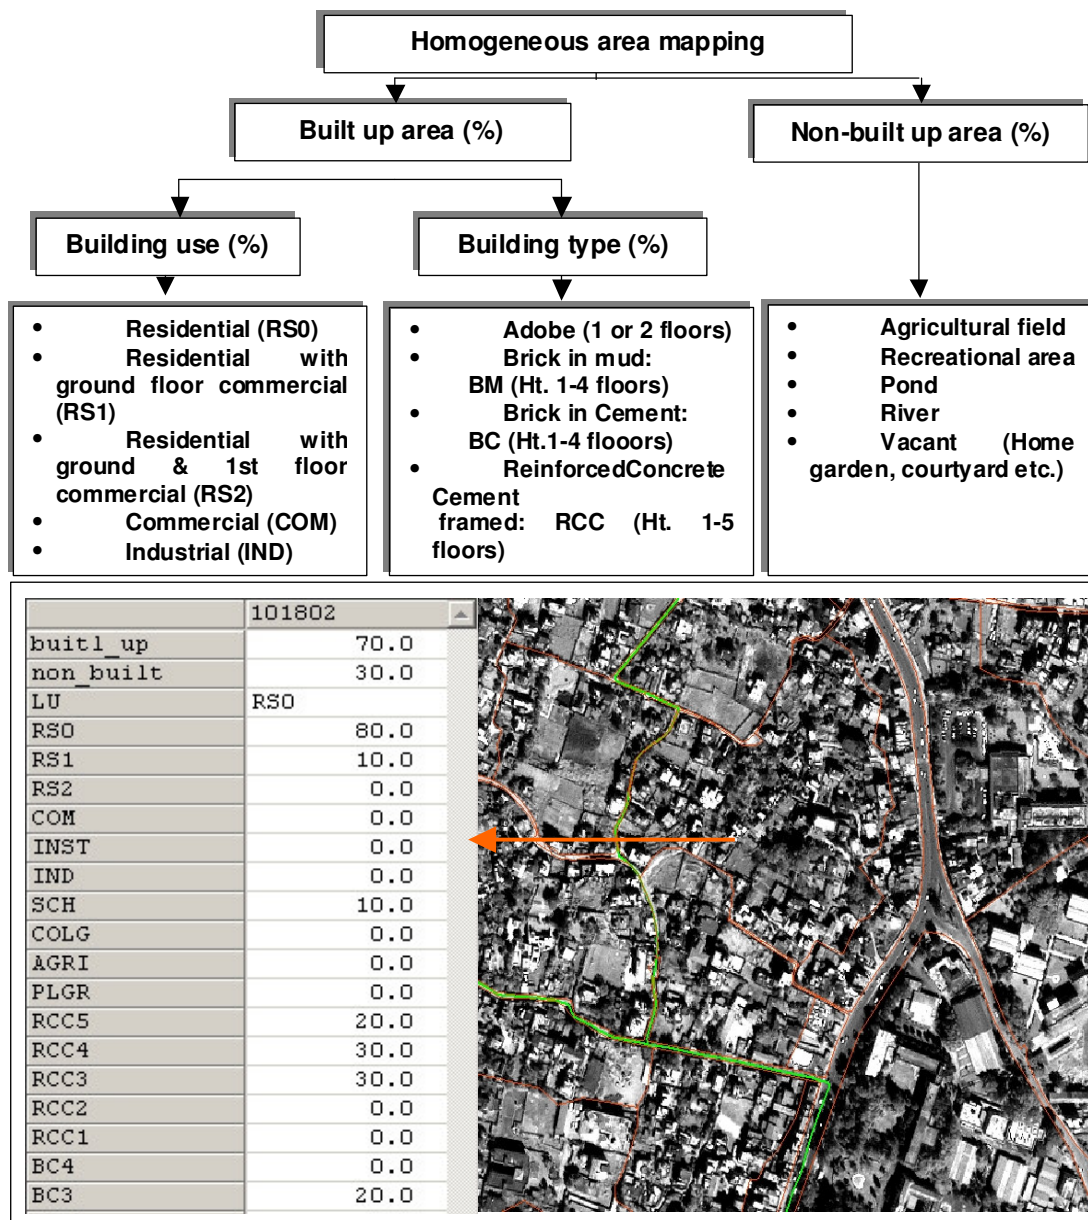 Homogeneous area mapping
Built up area (%)
Non-built up area (%)
Building use (%)
Building type (%)
• Residential (RS0)
• Residential with
ground floor commercial
(RS1)
• Residential with
ground & 1st floor
commercial (RS2)
• Commercial (COM)
• Industrial (IND)
• Adobe (1 or 2 floors)
• Brick in mud:
BM (Ht. 1-4 floors)
• Brick in Cement:
BC (Ht.1-4 flooors)
• ReinforcedConcrete
Cement
framed: RCC (Ht. 1-5
floors)
• Agricultural field
• Recreational area
• Pond
• River
• Vacant (Home
garden, courtyard etc.)
101802
buitl_up 70.0
non_built 30.0
LU RS0
RS0 80.0
RS1 10.0
RS2 0.0
COM 0.0
INST 0.0
IND 0.0
SCH 10.0
COLG 0.0
AGRI 0.0
PLGR 0.0
RCC5 20.0
RCC4 30.0
RCC3 30.0
RCC2 0.0
RCC1 0.0
BC4 0.0
BC3 20.0